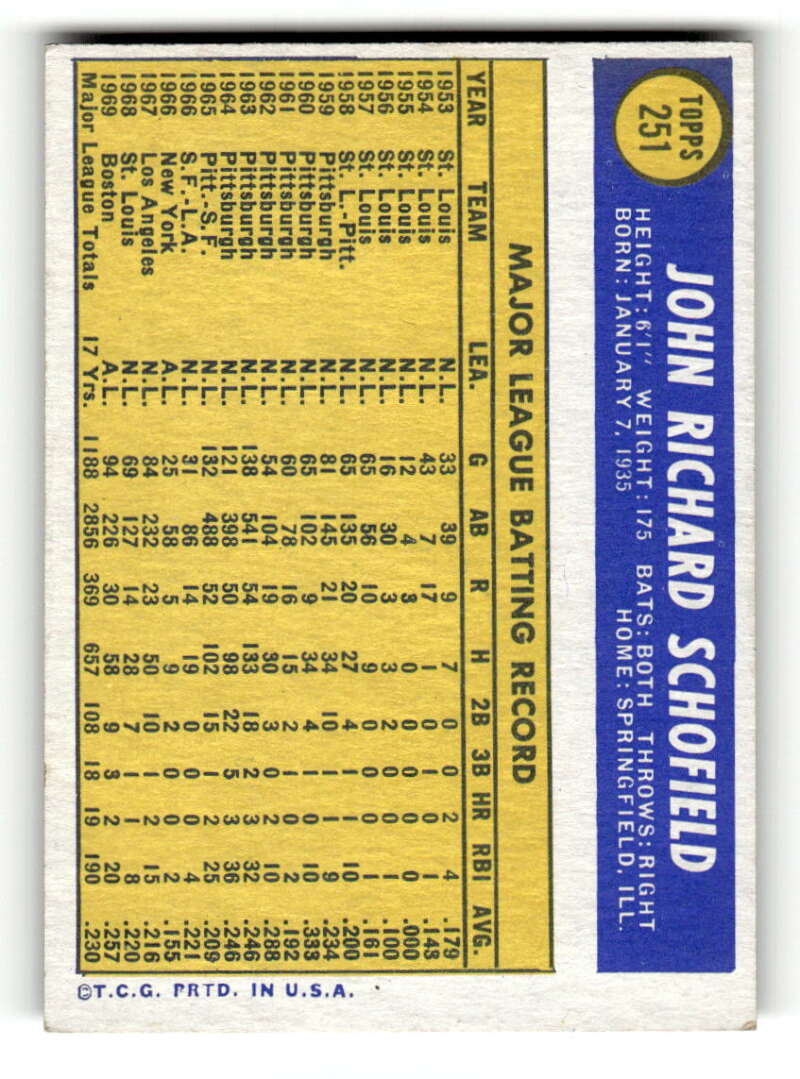 TOPPS
251
JOHN RICHARD SCHOFIELD
HEIGHT: 6'1" WEIGHT: 175 BATS: BOTH THROWS: RIGHT
BORN: JANUARY 7, 1935 HOME: SPRINGFIELD, ILL.
MAJOR LEAGUE BATTING RECORD
YEAR TEAM LEA. G AB R H 2B 3B HR RBI AVG.
1953 St. Louis N.L. 33 39 9 7 0 0 2 4 .179
1954 St. Louis N.L. 43 7 17 1 0 1 0 1 .143
1955 St. Louis N.L. 12 4 3 0 0 0 0 0 .000
1956 St. Louis N.L. 16 30 3 3 2 0 0 1 .100
1957 St. Louis N.L. 65 56 10 9 0 0 0 1 .161
1958 St. L.-Pitt. N.L. 65 135 20 27 4 0 1 10 .200
1959 Pittsburgh N.L. 81 145 21 34 10 1 1 9 .234
1960 Pittsburgh N.L. 65 102 9 34 4 1 0 10 .333
1961 Pittsburgh N.L. 60 78 16 15 2 1 0 2 .192
1962 Pittsburgh N.L. 54 104 19 30 3 1 2 10 .288
1963 Pittsburgh N.L. 138 541 54 133 18 2 3 32 .246
1964 Pittsburgh N.L. 121 398 50 98 22 5 3 36 .246
1965 Pitt.-S.F. N.L. 132 488 52 102 15 1 2 25 .209
1966 S.F.-L.A. N.L. 31 86 14 19 0 0 0 4 .221
1966 New York A.L. 25 58 5 9 2 0 0 2 .155
1967 Los Angeles N.L. 84 232 23 50 10 1 2 15 .216
1968 St. Louis N.L. 69 127 14 28 7 1 1 8 .220
1969 Boston A.L. 94 226 30 58 9 3 2 20 .257
Major League Totals 17 Yrs. 1188 2856 369 657 108 18 19 190 .230
©T.C.G. PRTD. IN U.S.A.